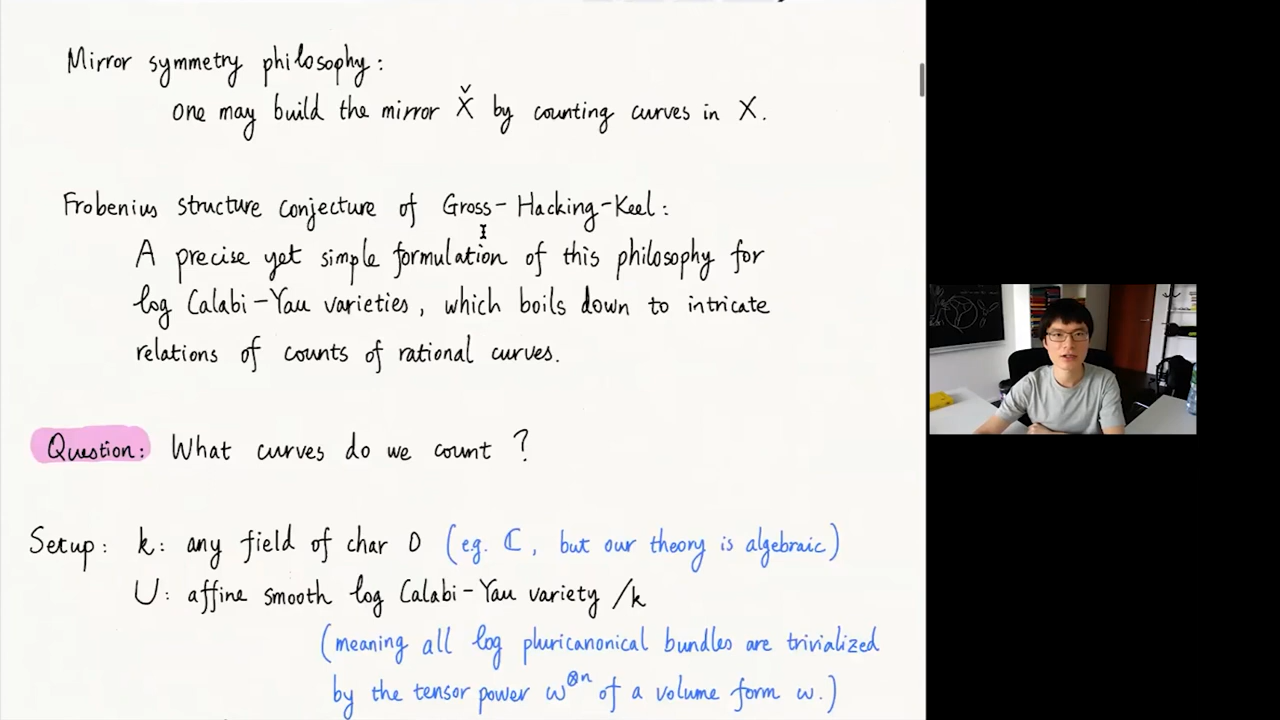 Mirror symmetry philosophy:
one may build the mirror X̌ by counting curves in X.
Frobenius structure conjecture of Gross-Hacking-Keel:
A precise yet simple formulation of this philosophy for
log Calabi-Yau varieties, which boils down to intricate
relations of counts of rational curves.
Question: What curves do we count?
Setup: k: any field of char 0 (eg. ℂ, but our theory is algebraic)
U: affine smooth log Calabi-Yau variety /k
(meaning all log pluricanonical bundles are trivialized
by the tensor power ω^⊗n of a volume form ω.)